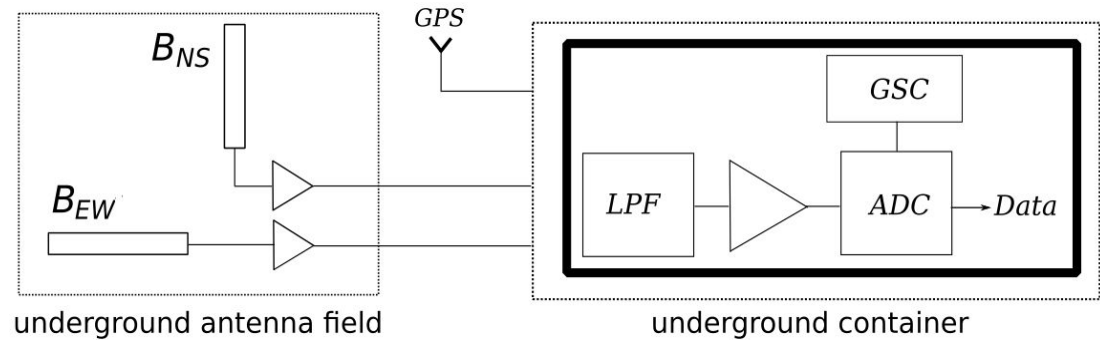 GPS
B_NS
GSC
B_EW
LPF
ADC
Data
underground antenna field
underground container